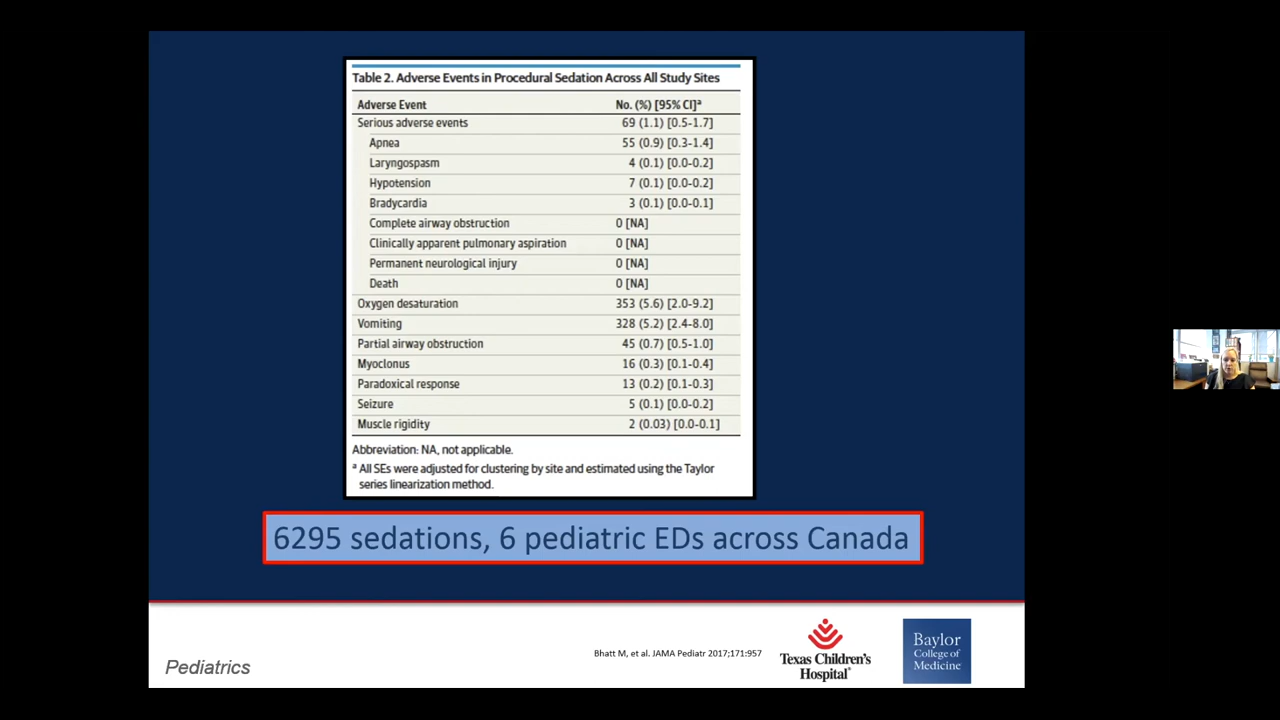 Table 2. Adverse Events in Procedural Sedation Across All Study Sites
Adverse Event No. (%) [95% CI]a
Serious adverse events 69 (1.1) [0.5-1.7]
Apnea 55 (0.9) [0.3-1.4]
Laryngospasm 4 (0.1) [0.0-0.2]
Hypotension 7 (0.1) [0.0-0.2]
Bradycardia 3 (0.1) [0.0-0.1]
Complete airway obstruction 0 [NA]
Clinically apparent pulmonary aspiration 0 [NA]
Permanent neurological injury 0 [NA]
Death 0 [NA]
Oxygen desaturation 353 (5.6) [2.0-9.2]
Vomiting 328 (5.2) [2.4-8.0]
Partial airway obstruction 45 (0.7) [0.5-1.0]
Myoclonus 16 (0.3) [0.1-0.4]
Paradoxical response 13 (0.2) [0.1-0.3]
Seizure 5 (0.1) [0.0-0.2]
Muscle rigidity 2 (0.03) [0.0-0.1]
Abbreviation: NA, not applicable.
a All SEs were adjusted for clustering by site and estimated using the Taylor
series linearization method.
6295 sedations, 6 pediatric EDs across Canada
Pediatrics
Bhatt M, et al. JAMA Pediatr 2017;171:957
Texas Children's
Hospital®
Baylor
College of
Medicine